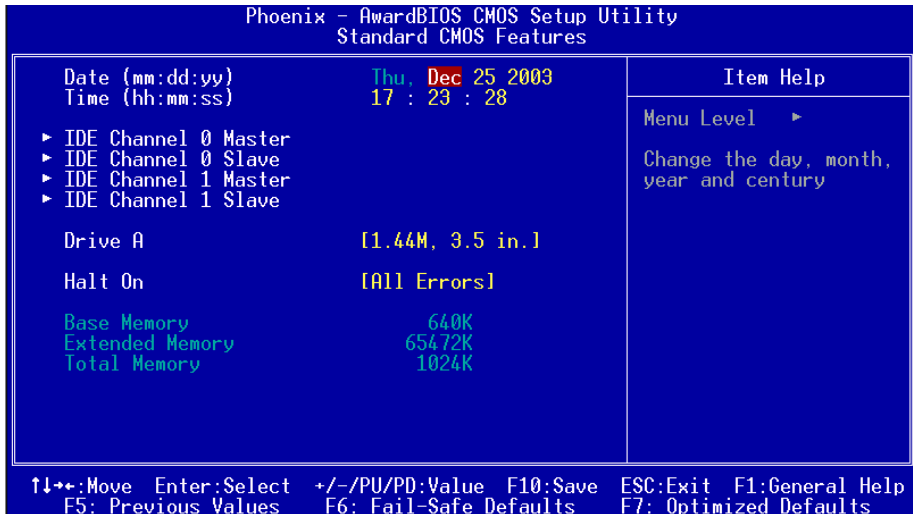 Phoenix - AwardBIOS CMOS Setup Utility
Standard CMOS Features
Date (mm:dd:yy) Thu, Dec 25 2003
Time (hh:mm:ss) 17 : 23 : 28
► IDE Channel 0 Master
► IDE Channel 0 Slave
► IDE Channel 1 Master
► IDE Channel 1 Slave
Drive A [1.44M, 3.5 in.]
Halt On [All Errors]
Base Memory 640K
Extended Memory 65472K
Total Memory 1024K
Item Help
Menu Level ►
Change the day, month,
year and century
↑↓→←:Move Enter:Select +/-/PU/PD:Value F10:Save ESC:Exit F1:General Help
F5: Previous Values F6: Fail-Safe Defaults F7: Optimized Defaults